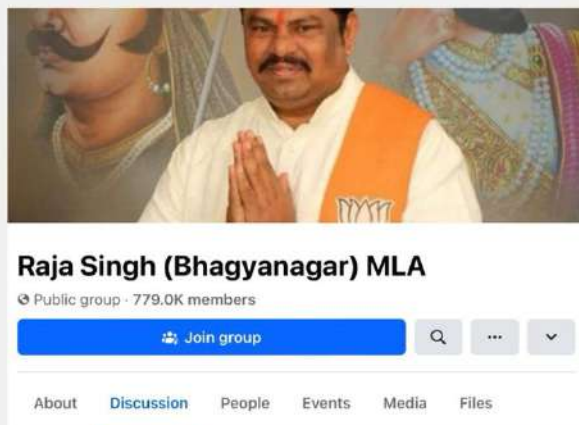 Raja Singh (Bhagyanagar) MLA
Public group · 779.0K members
Join group
About Discussion People Events Media Files